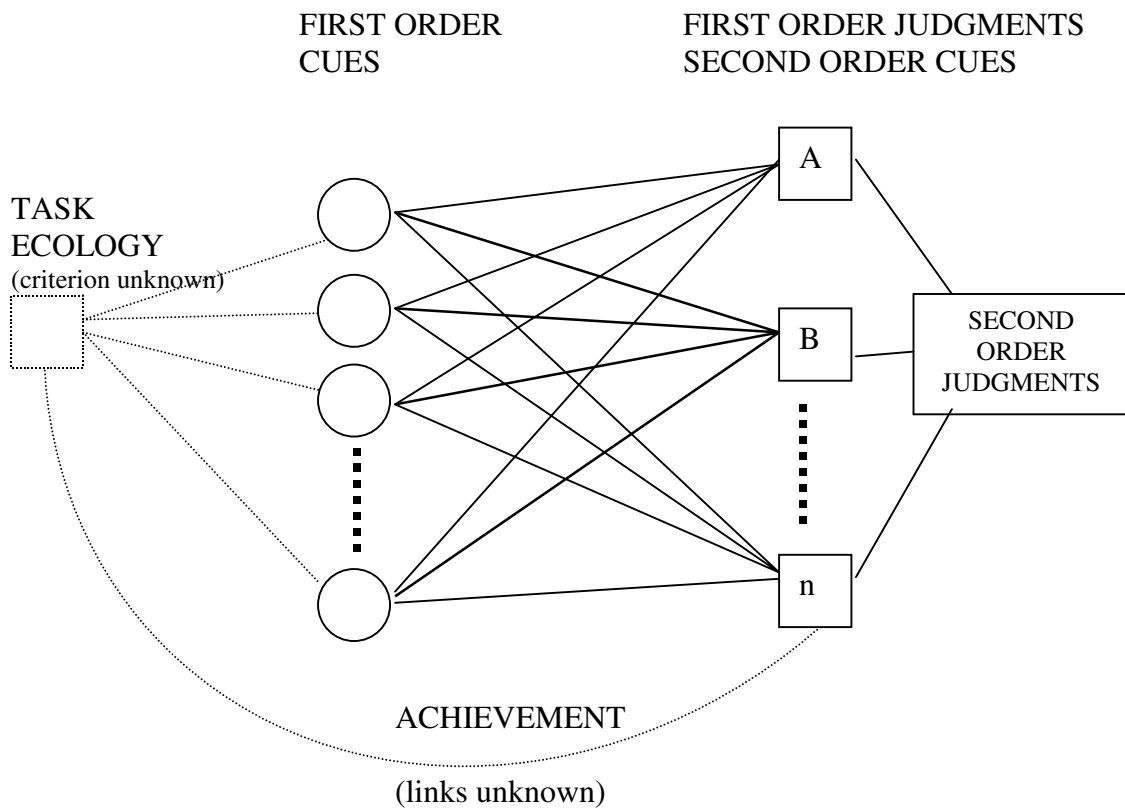 FIRST ORDER
CUES
FIRST ORDER JUDGMENTS
SECOND ORDER CUES
TASK
ECOLOGY
(criterion unknown)
A
B
n
SECOND
ORDER
JUDGMENTS
ACHIEVEMENT
(links unknown)